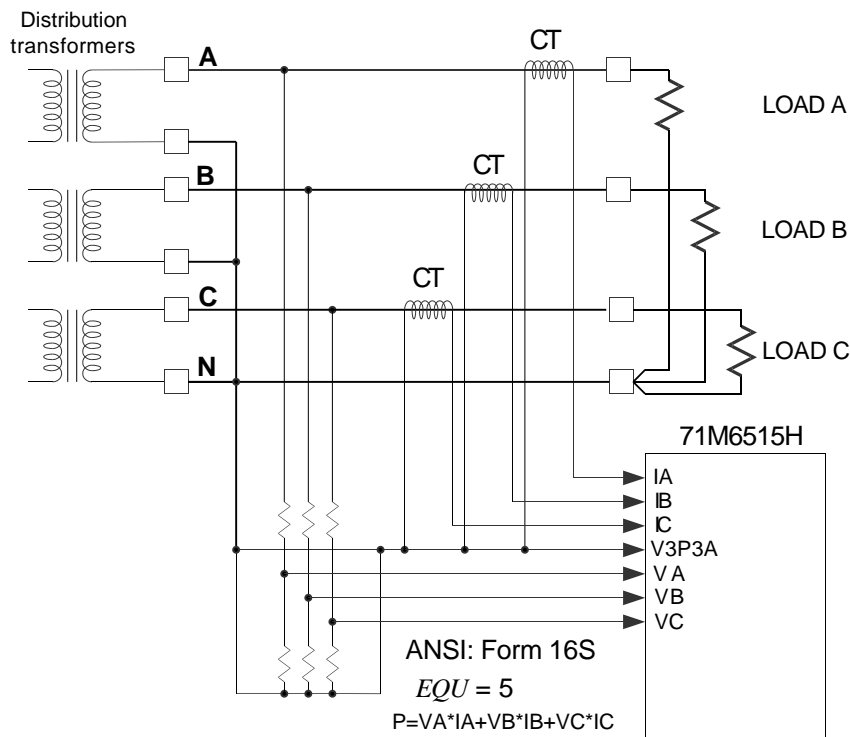 Distribution
transformers
A
CT
LOAD A
B
CT
LOAD B
C
CT
LOAD C
N
71M6515H
IA
IB
IC
V3P3A
VA
VB
VC
ANSI: Form 16S
EQU = 5
P=VA*IA+VB*IB+VC*IC